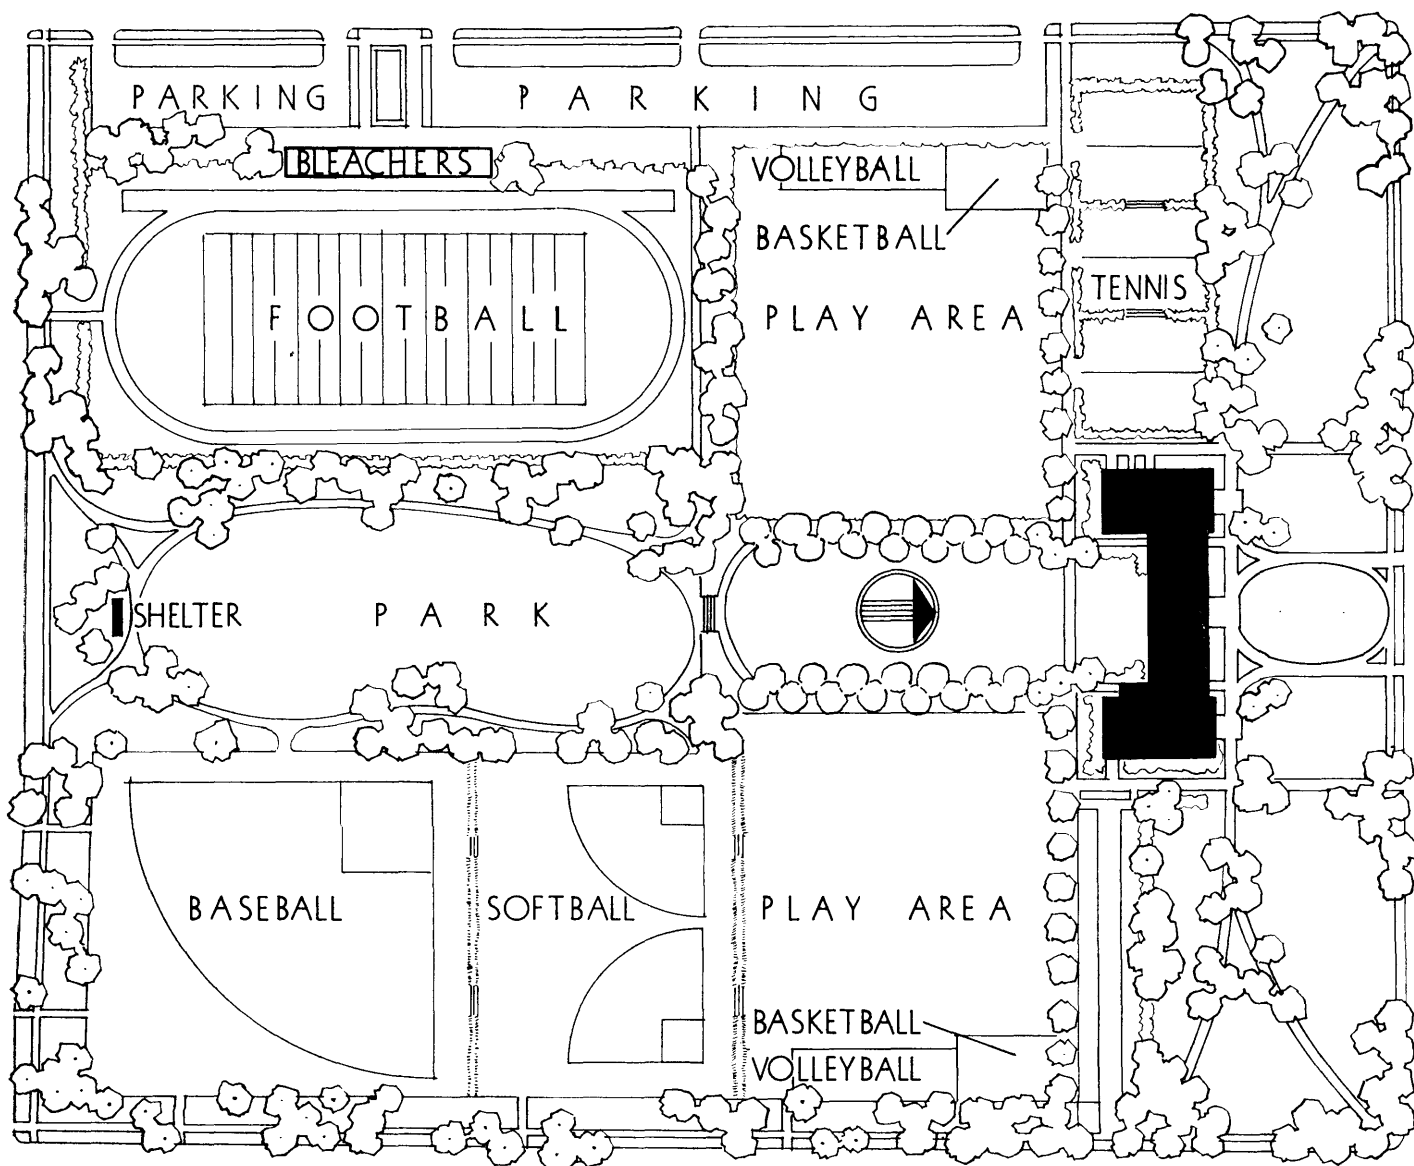 PARKING
PARKING
BLEACHERS
VOLLEYBALL
BASKETBALL
TENNIS
FOOTBALL
PLAY AREA
SHELTER
PARK
BASEBALL
SOFTBALL
PLAY AREA
BASKETBALL
VOLLEYBALL